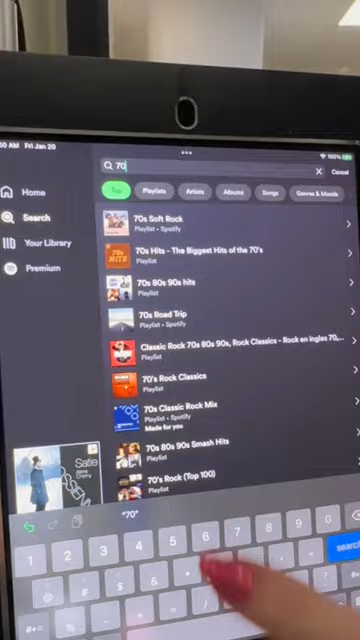 50 AM Fri Jan 20
100%
70
Cancel
Top
Playlists
Artists
Albums
Songs
Genres & Moods
Home
Search
Your Library
Premium
70s Soft Rock
Playlist • Spotify
70s Hits - The Biggest Hits of the 70's
Playlist
70s 80s 90s hits
Playlist
70s Road Trip
Playlist • Spotify
Classic Rock 70s 80s 90s, Rock Classics - Rock en ingles 70,...
Playlist
70's Rock Classics
Playlist
70s Classic Rock Mix
Made for you
70s 80s 90s Smash Hits
Playlist
70's Rock (Top 100)
Playlist
Satie
"70"
1 2 3 4 5 6 7 8 9 0
search
@ # $ & *
#+= % - + = /